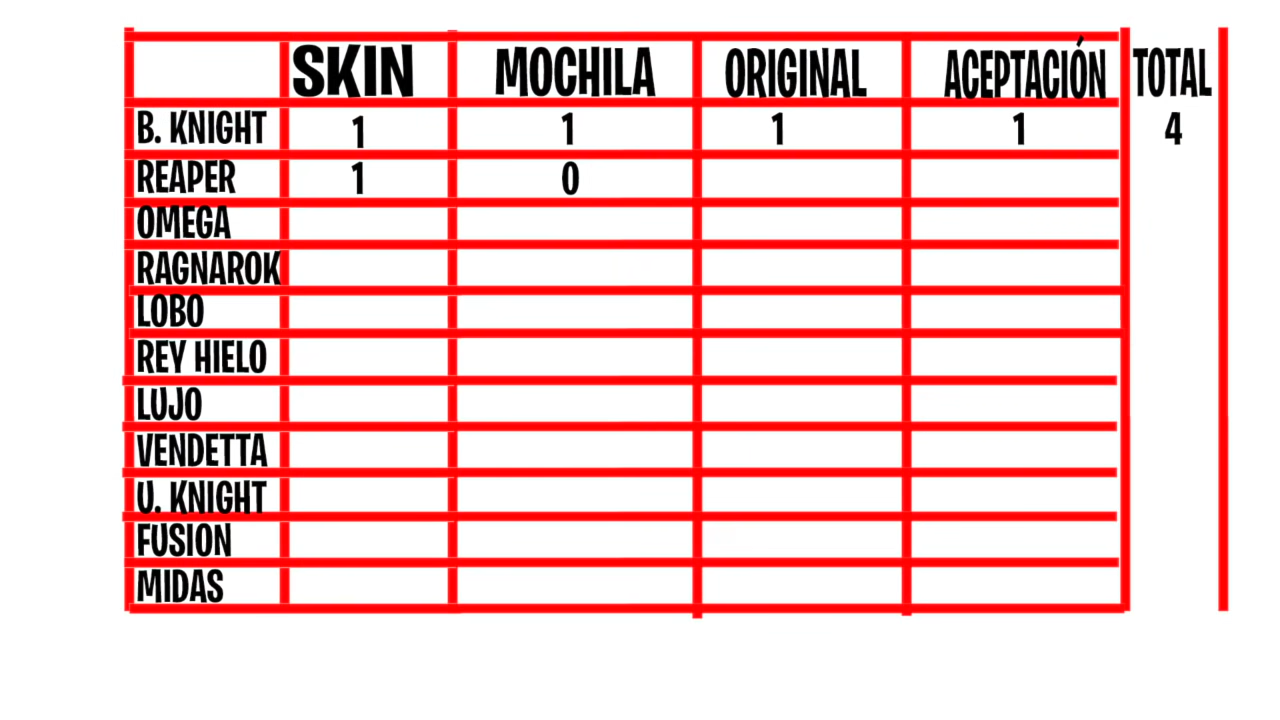 SKIN MOCHILA ORIGINAL ACEPTACIÓN TOTAL
B. KNIGHT 1 1 1 1 4
REAPER 1 0
OMEGA
RAGNAROK
LOBO
REY HIELO
LUJO
VENDETTA
U. KNIGHT
FUSION
MIDAS